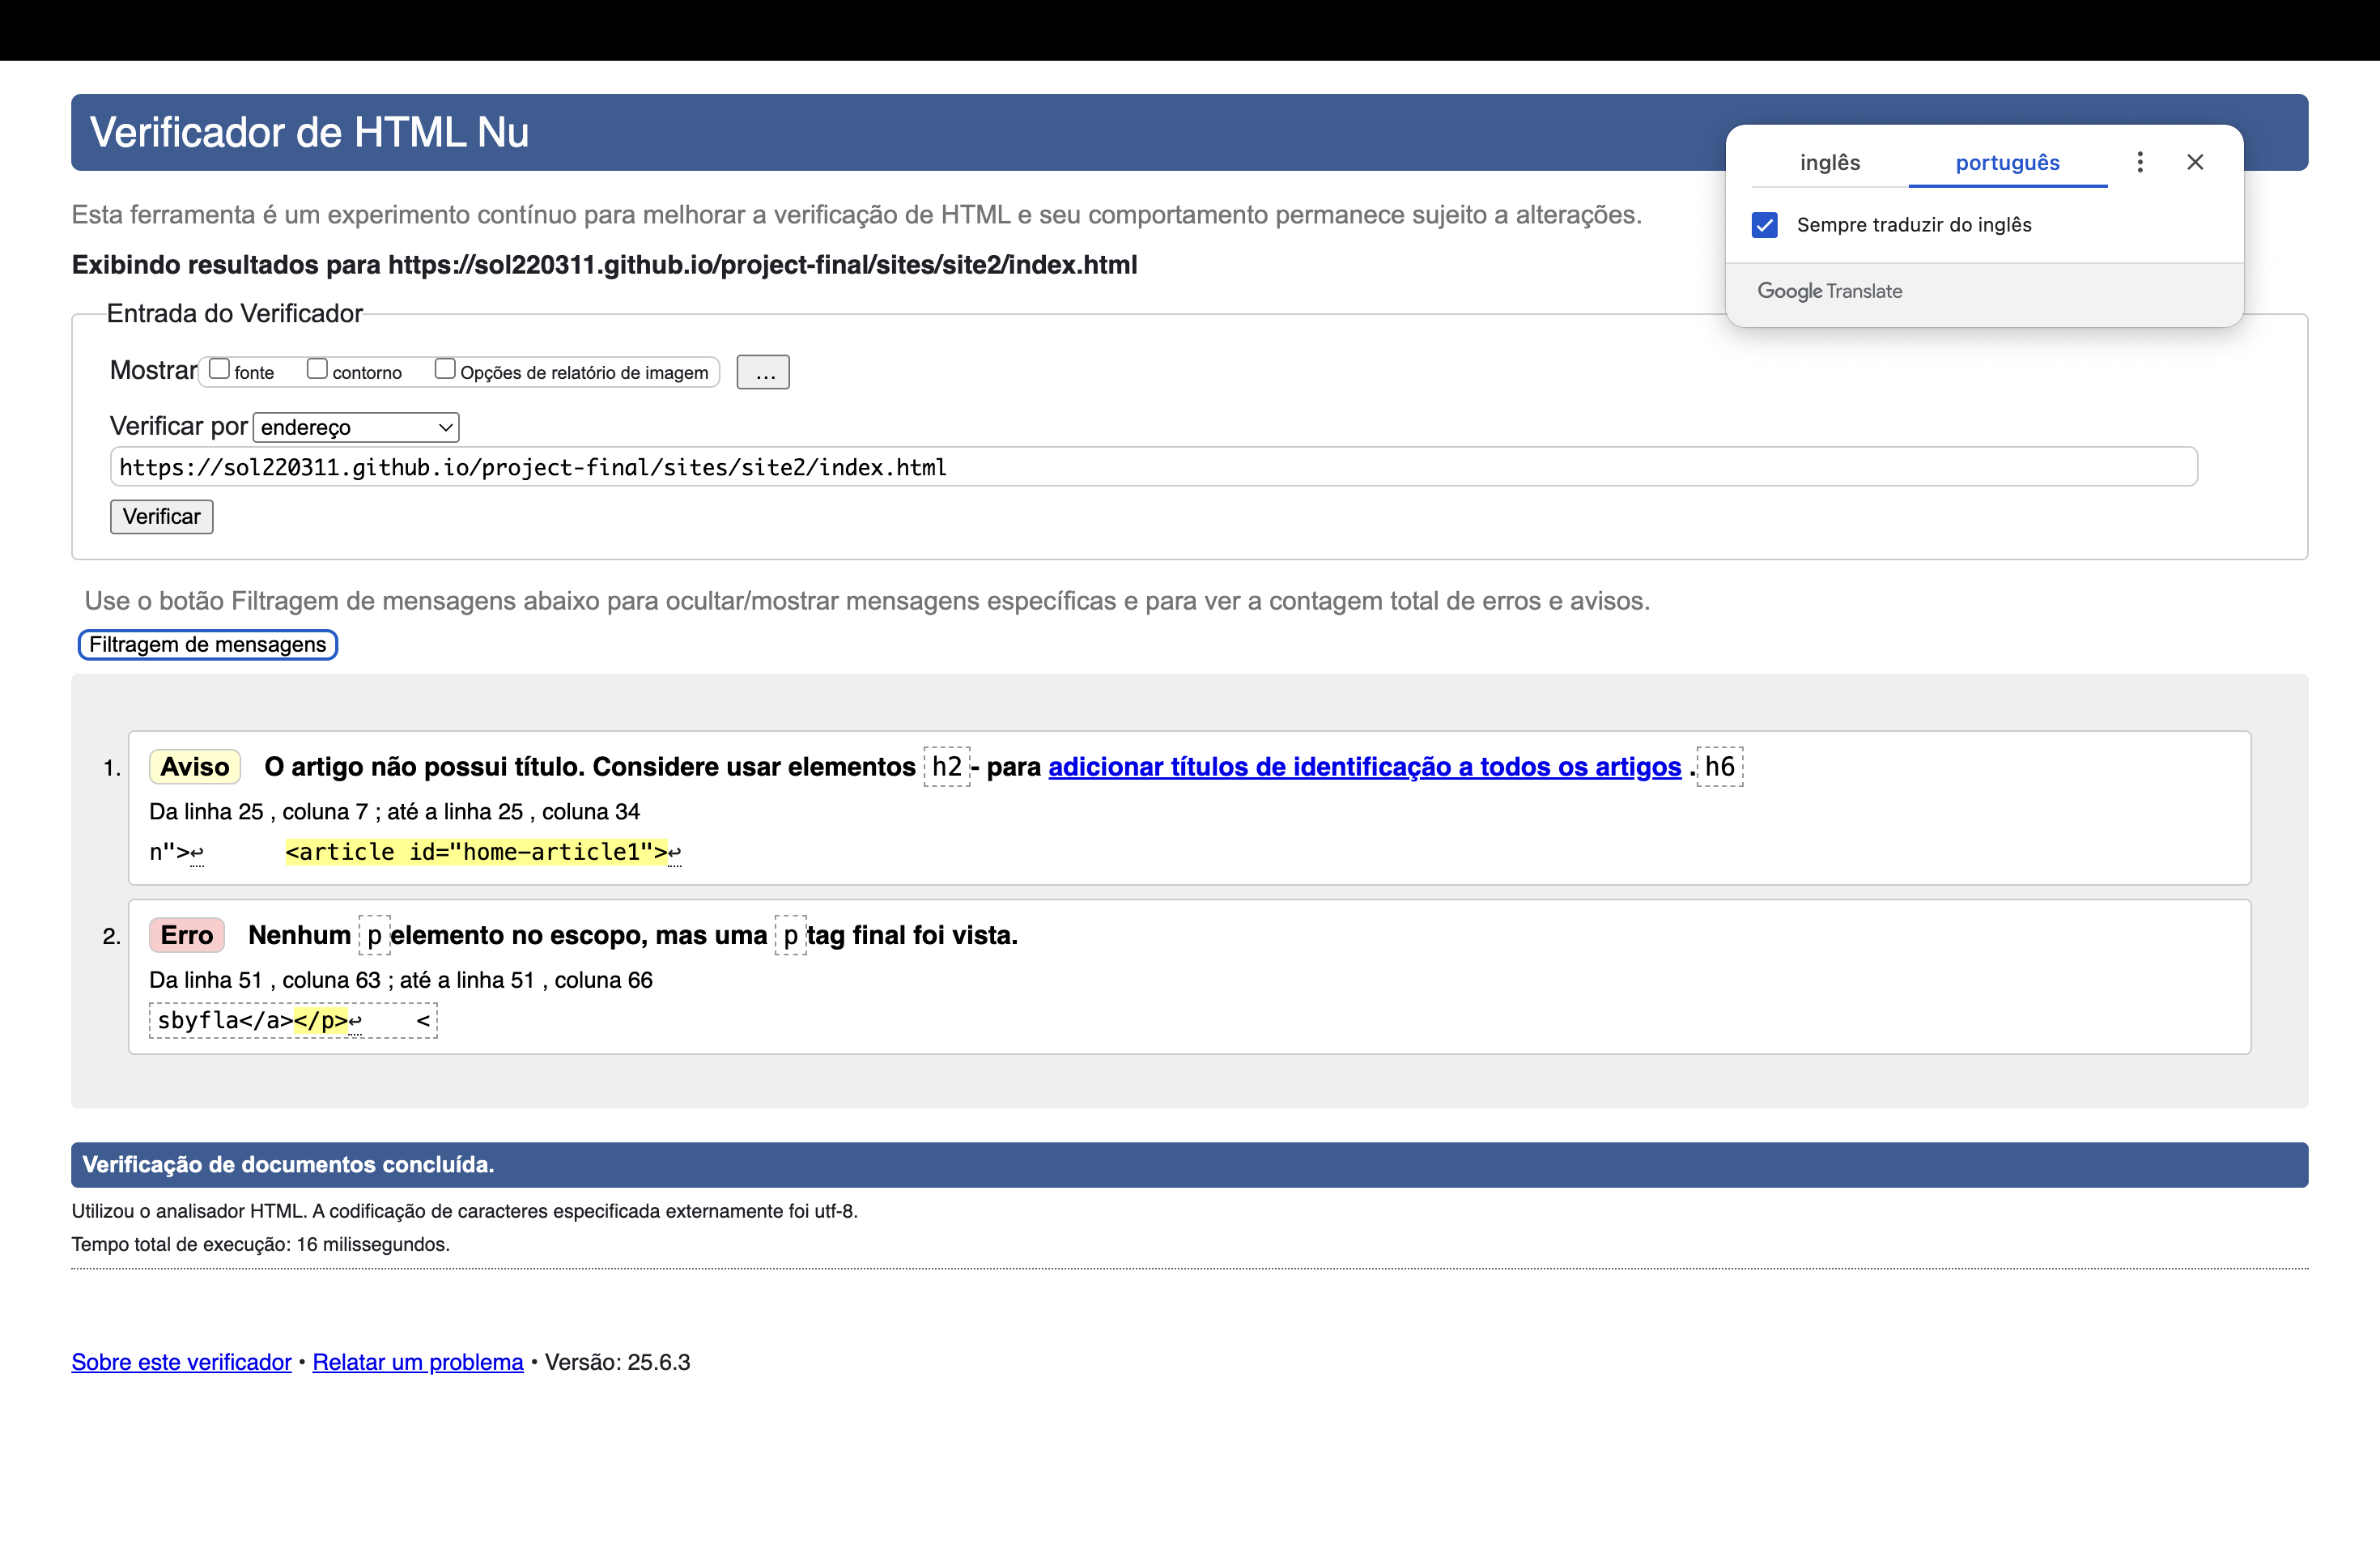 Verificador de HTML Nu
inglês português
Sempre traduzir do inglês
Google Translate
Esta ferramenta é um experimento contínuo para melhorar a verificação de HTML e seu comportamento permanece sujeito a alterações.
Exibindo resultados para https://sol220311.github.io/project-final/sites/site2/index.html
Entrada do Verificador
Mostrar fonte contorno Opções de relatório de imagem ...
Verificar por endereço
https://sol220311.github.io/project-final/sites/site2/index.html
Verificar
Use o botão Filtragem de mensagens abaixo para ocultar/mostrar mensagens específicas e para ver a contagem total de erros e avisos.
Filtragem de mensagens
1. Aviso O artigo não possui título. Considere usar elementos h2 - para adicionar títulos de identificação a todos os artigos . h6
Da linha 25 , coluna 7 ; até a linha 25 , coluna 34
n">↩ <article id="home-article1">↩
2. Erro Nenhum p elemento no escopo, mas uma p tag final foi vista.
Da linha 51 , coluna 63 ; até a linha 51 , coluna 66
sbyfla</a></p>↩ <
Verificação de documentos concluída.
Utilizou o analisador HTML. A codificação de caracteres especificada externamente foi utf-8.
Tempo total de execução: 16 milissegundos.
Sobre este verificador • Relatar um problema • Versão: 25.6.3